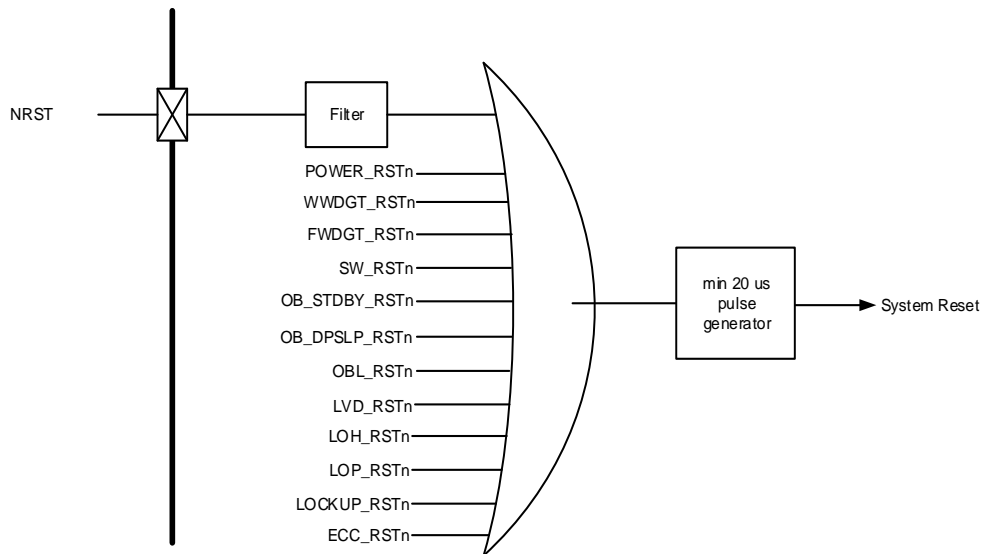 NRST
Filter
POWER_RSTn
WWDGT_RSTn
FWDGT_RSTn
SW_RSTn
OB_STDBY_RSTn
OB_DPSLP_RSTn
OBL_RSTn
LVD_RSTn
LOH_RSTn
LOP_RSTn
LOCKUP_RSTn
ECC_RSTn
min 20 us
pulse
generator
System Reset